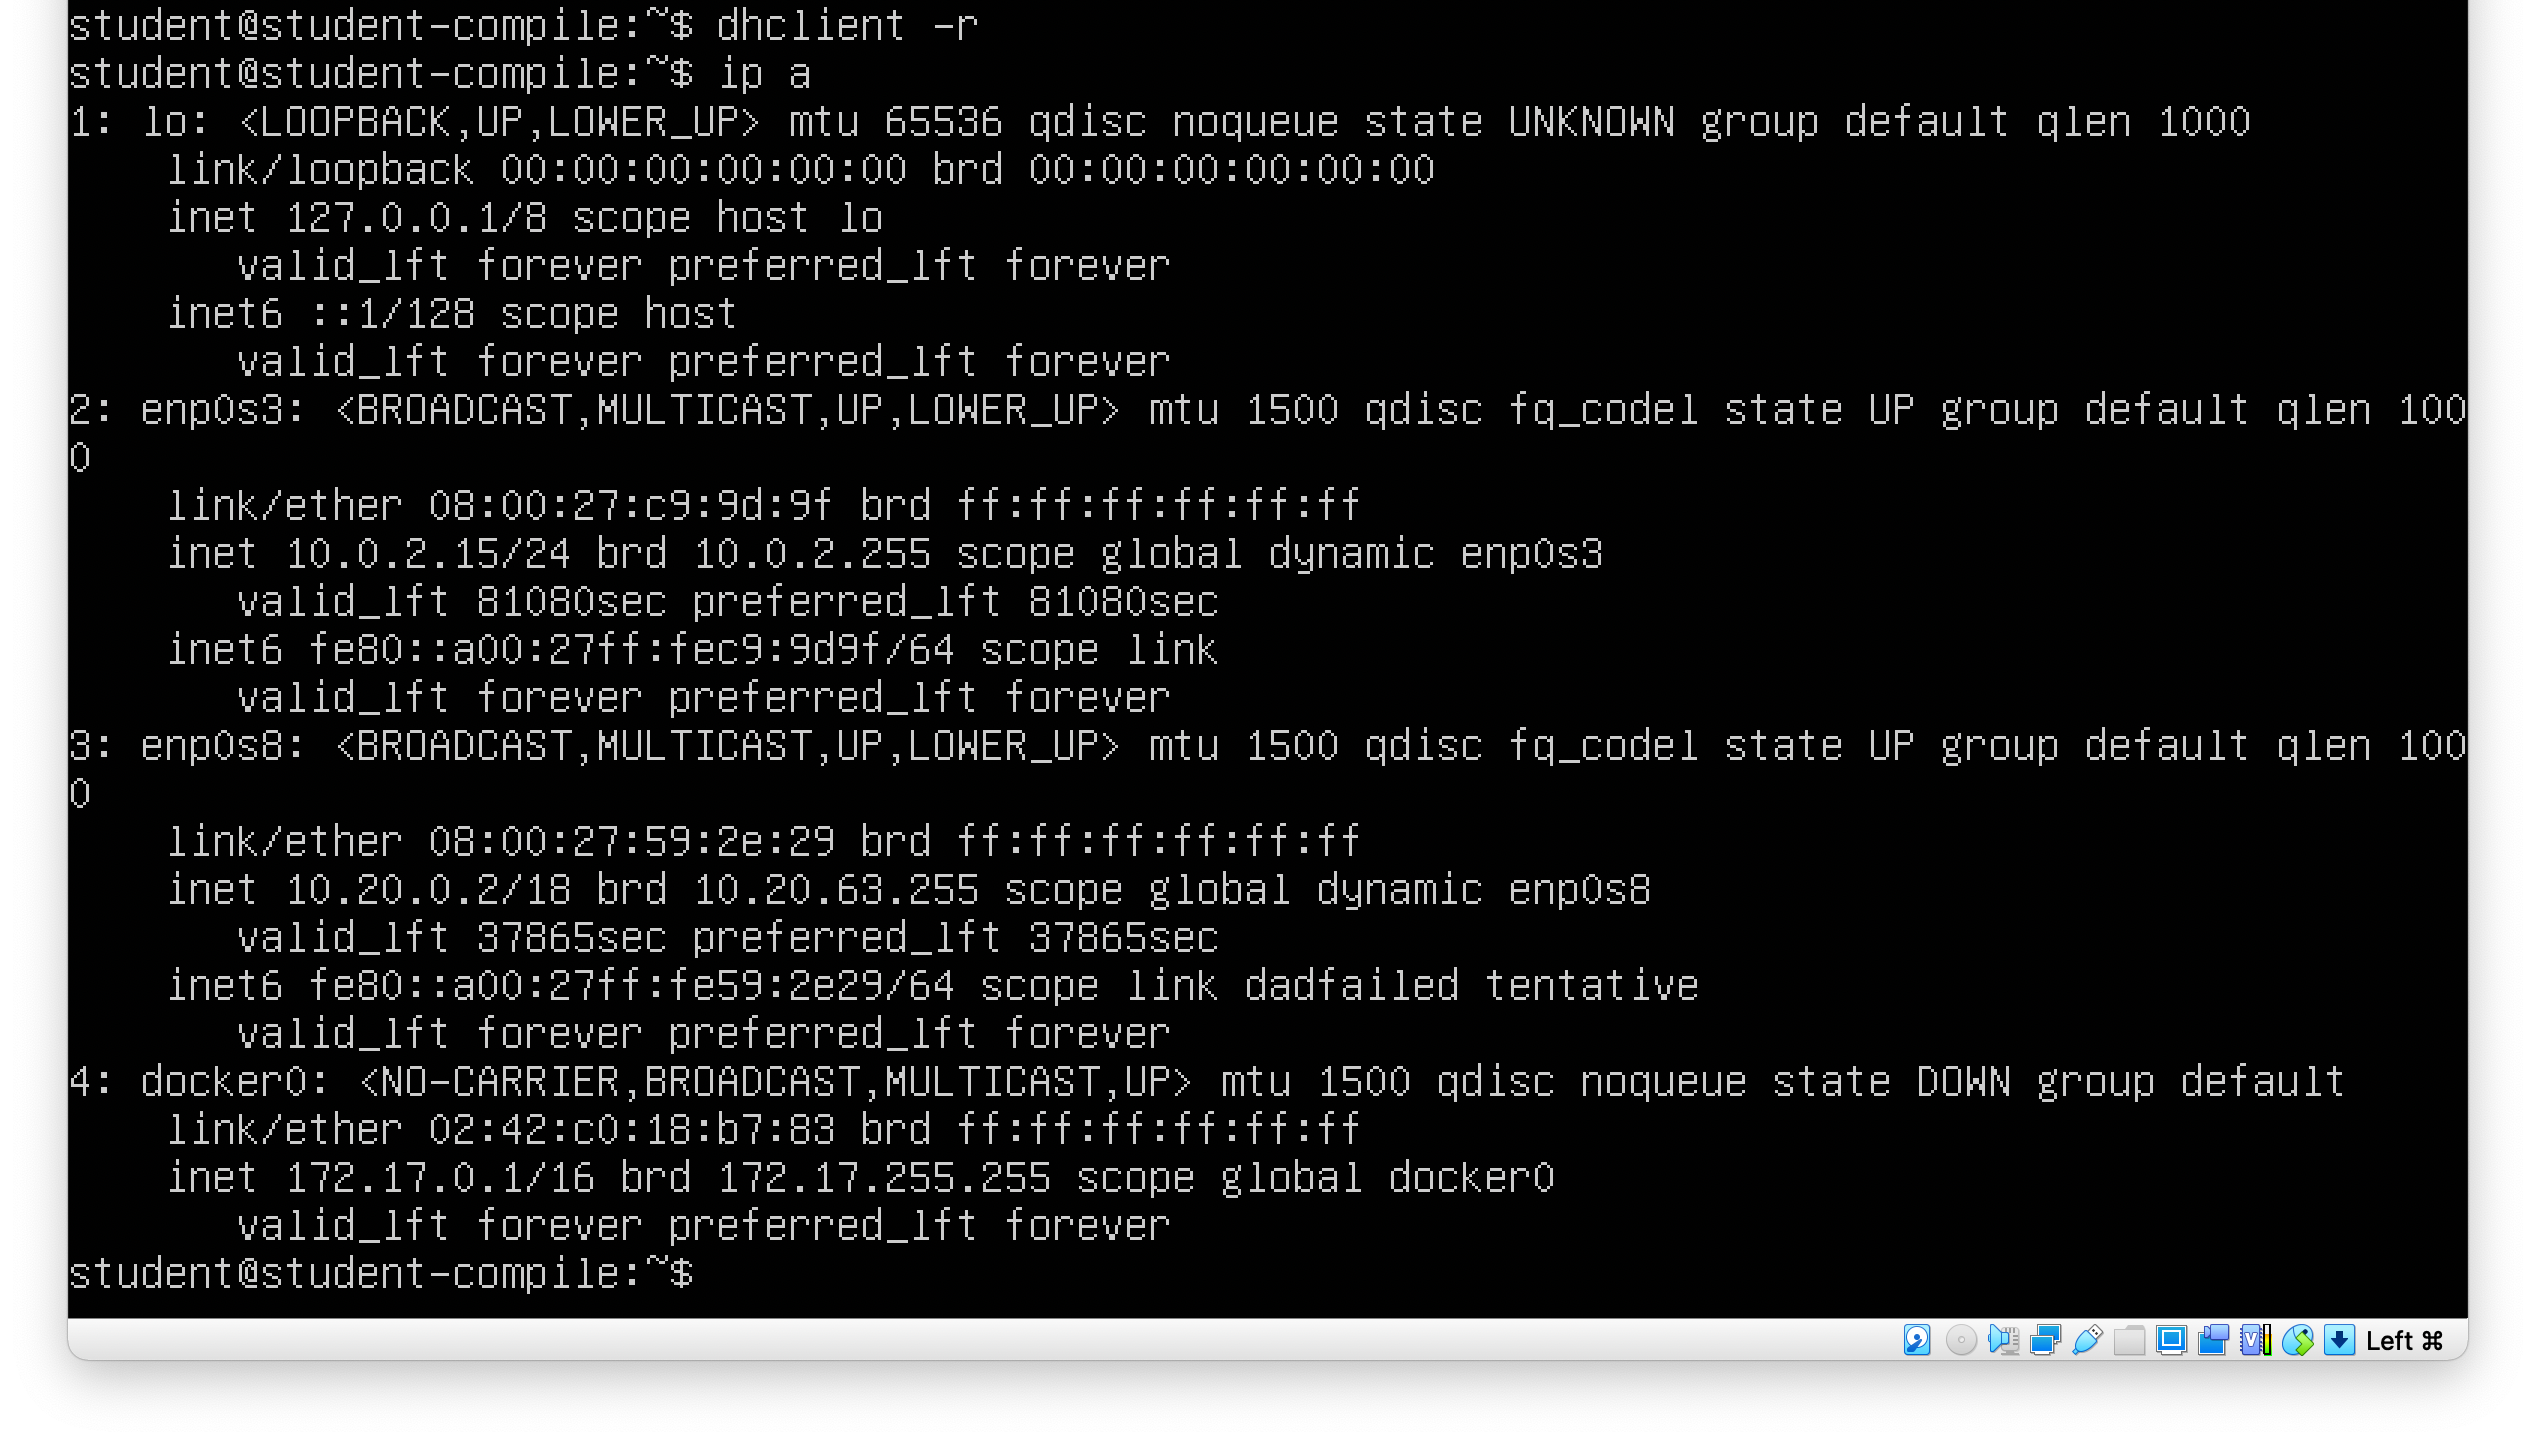 student@student-compile:~$ dhclient -r
student@student-compile:~$ ip a
1: lo: <LOOPBACK,UP,LOWER_UP> mtu 65536 qdisc noqueue state UNKNOWN group default qlen 1000
    link/loopback 00:00:00:00:00:00 brd 00:00:00:00:00:00
    inet 127.0.0.1/8 scope host lo
       valid_lft forever preferred_lft forever
    inet6 ::1/128 scope host
       valid_lft forever preferred_lft forever
2: enp0s3: <BROADCAST,MULTICAST,UP,LOWER_UP> mtu 1500 qdisc fq_codel state UP group default qlen 100
0
    link/ether 08:00:27:c9:9d:9f brd ff:ff:ff:ff:ff:ff
    inet 10.0.2.15/24 brd 10.0.2.255 scope global dynamic enp0s3
       valid_lft 81080sec preferred_lft 81080sec
    inet6 fe80::a00:27ff:fec9:9d9f/64 scope link
       valid_lft forever preferred_lft forever
3: enp0s8: <BROADCAST,MULTICAST,UP,LOWER_UP> mtu 1500 qdisc fq_codel state UP group default qlen 100
0
    link/ether 08:00:27:59:2e:29 brd ff:ff:ff:ff:ff:ff
    inet 10.20.0.2/18 brd 10.20.63.255 scope global dynamic enp0s8
       valid_lft 37865sec preferred_lft 37865sec
    inet6 fe80::a00:27ff:fe59:2e29/64 scope link dadfailed tentative
       valid_lft forever preferred_lft forever
4: docker0: <NO-CARRIER,BROADCAST,MULTICAST,UP> mtu 1500 qdisc noqueue state DOWN group default
    link/ether 02:42:c0:18:b7:83 brd ff:ff:ff:ff:ff:ff
    inet 172.17.0.1/16 brd 172.17.255.255 scope global docker0
       valid_lft forever preferred_lft forever
student@student-compile:~$
Left ⌘